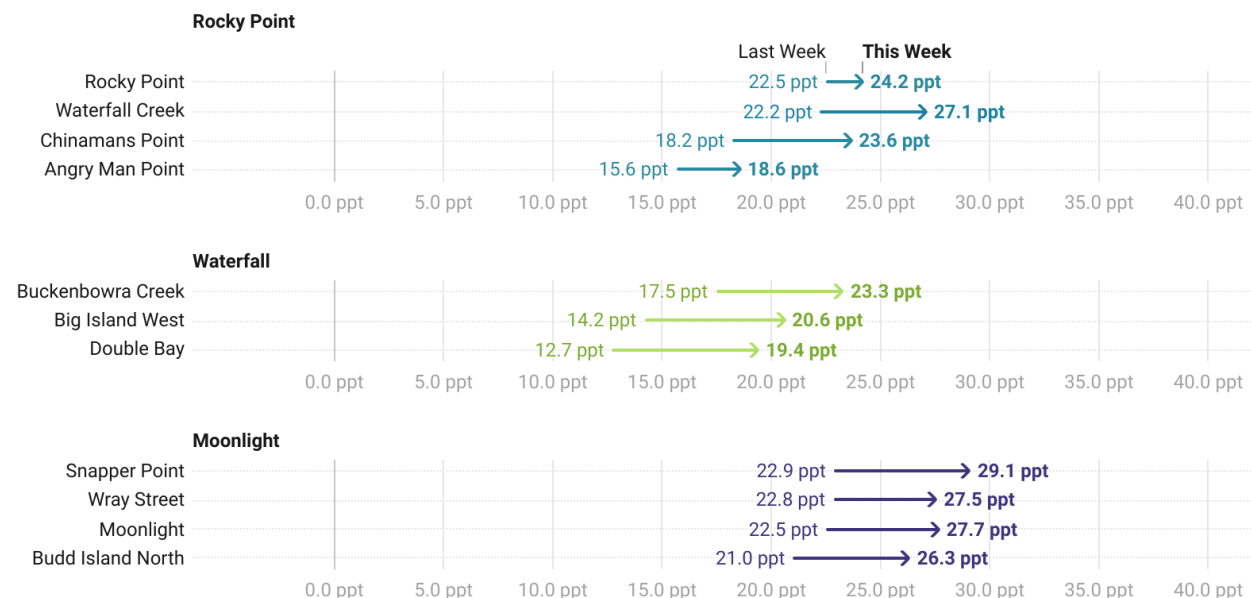 Rocky Point
Last Week This Week
Rocky Point 22.5 ppt 24.2 ppt
Waterfall Creek 22.2 ppt 27.1 ppt
Chinamans Point 18.2 ppt 23.6 ppt
Angry Man Point 15.6 ppt 18.6 ppt
0.0 ppt 5.0 ppt 10.0 ppt 15.0 ppt 20.0 ppt 25.0 ppt 30.0 ppt 35.0 ppt 40.0 ppt
Waterfall
Buckenbowra Creek 17.5 ppt 23.3 ppt
Big Island West 14.2 ppt 20.6 ppt
Double Bay 12.7 ppt 19.4 ppt
0.0 ppt 5.0 ppt 10.0 ppt 15.0 ppt 20.0 ppt 25.0 ppt 30.0 ppt 35.0 ppt 40.0 ppt
Moonlight
Snapper Point 22.9 ppt 29.1 ppt
Wray Street 22.8 ppt 27.5 ppt
Moonlight 22.5 ppt 27.7 ppt
Budd Island North 21.0 ppt 26.3 ppt
0.0 ppt 5.0 ppt 10.0 ppt 15.0 ppt 20.0 ppt 25.0 ppt 30.0 ppt 35.0 ppt 40.0 ppt